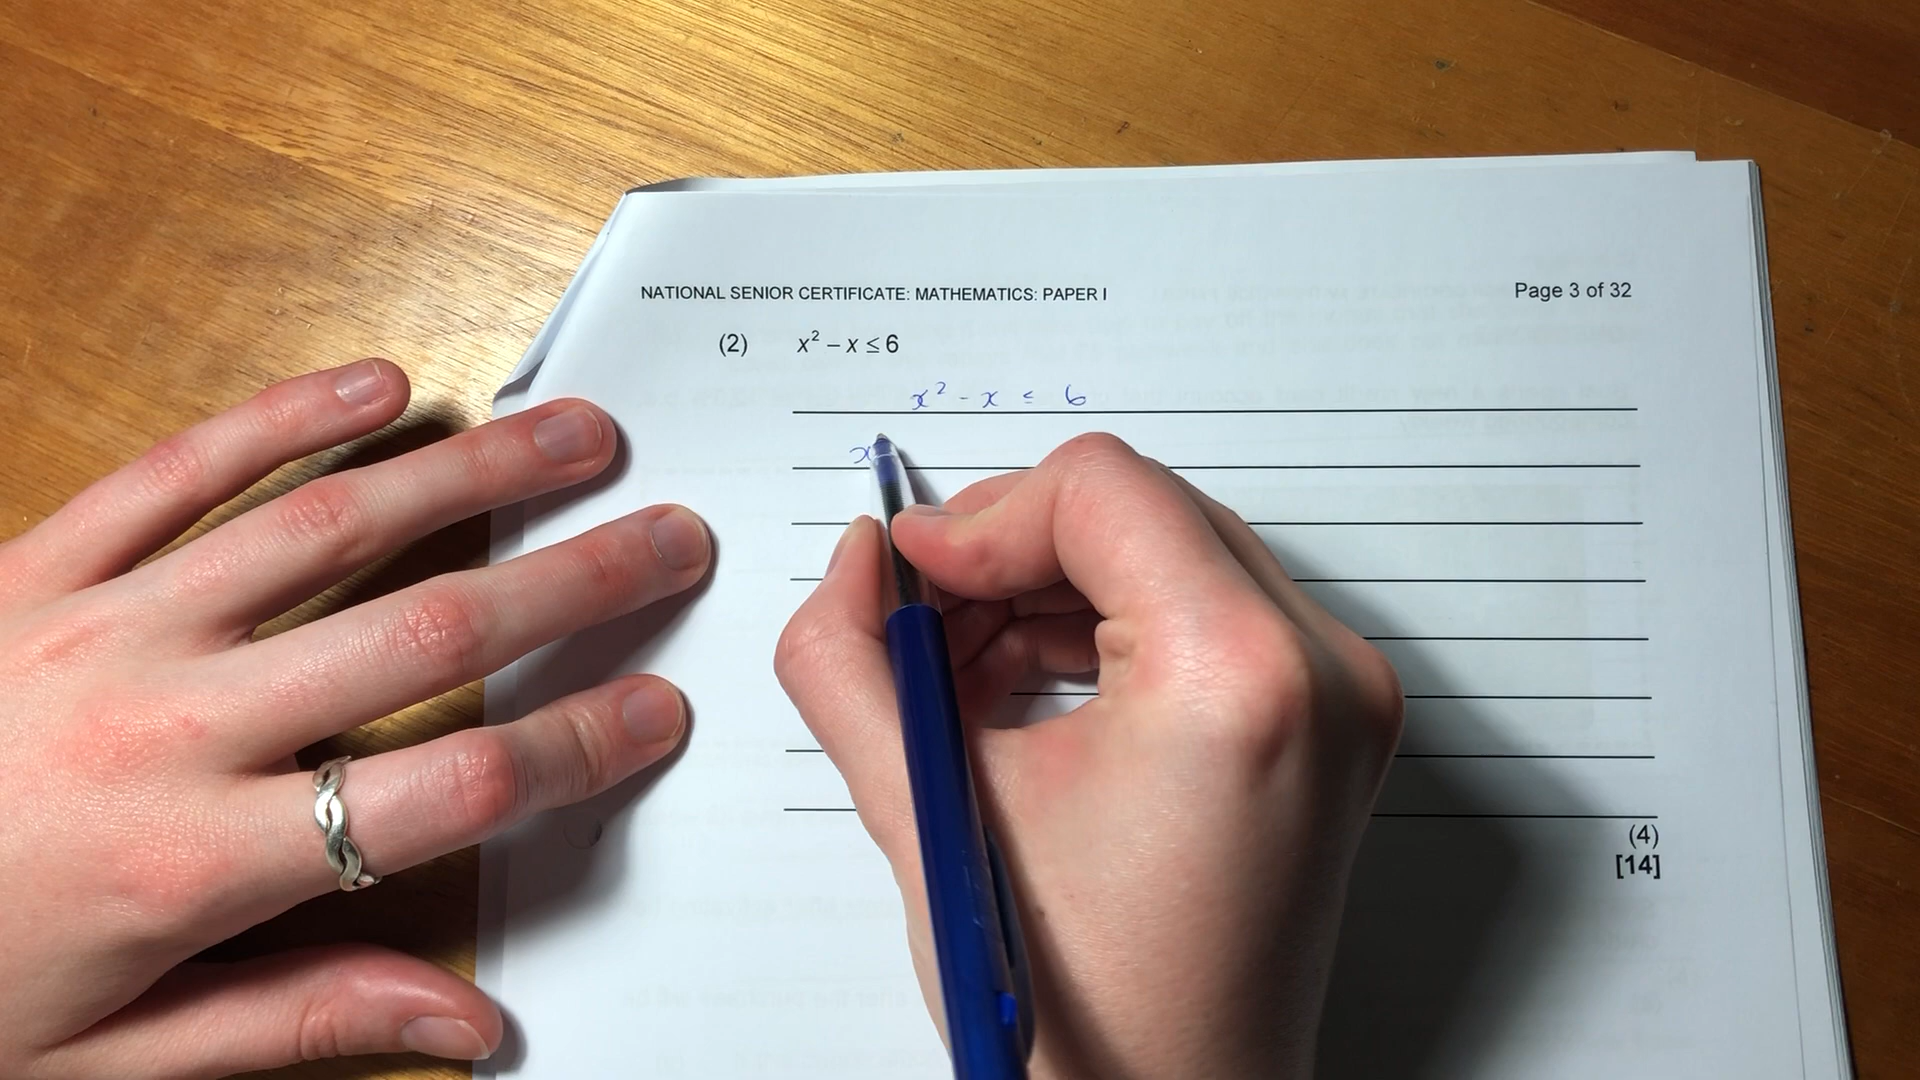 NATIONAL SENIOR CERTIFICATE: MATHEMATICS: PAPER I
Page 3 of 32
(2) x² – x ≤ 6
x² - x ≤ 6
x
(4)
[14]